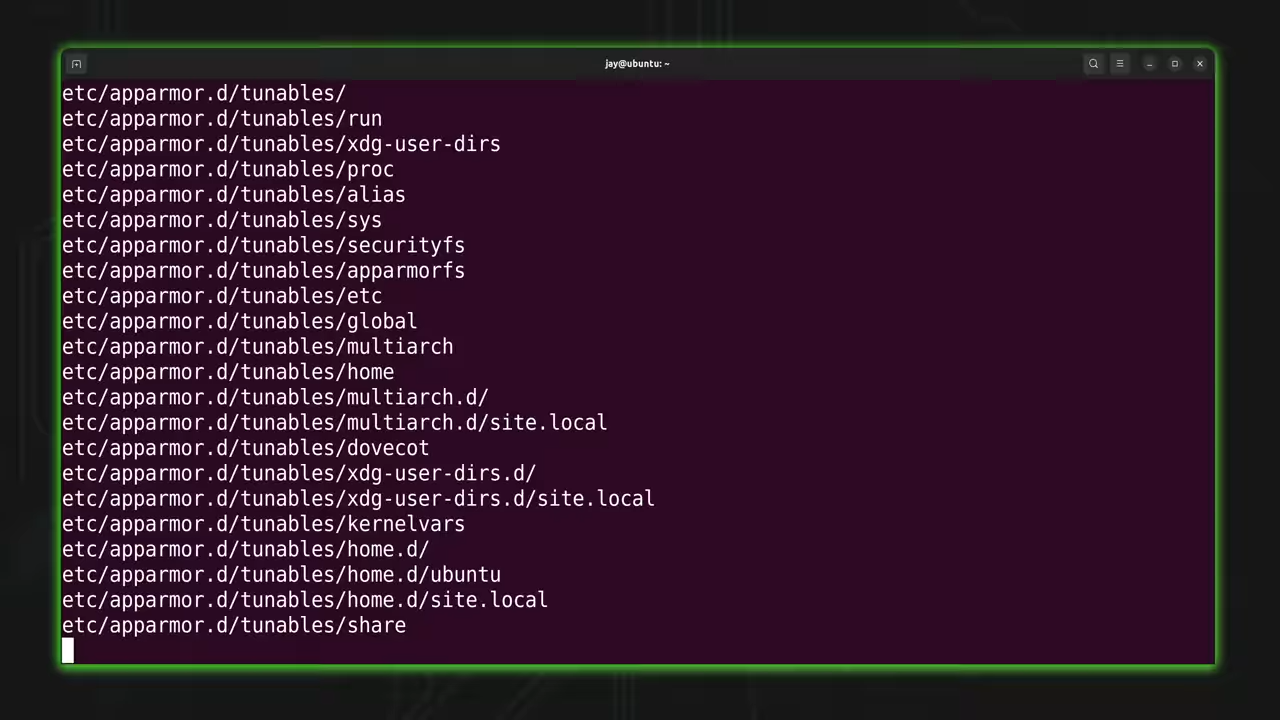 jay@ubuntu: ~
etc/apparmor.d/tunables/
etc/apparmor.d/tunables/run
etc/apparmor.d/tunables/xdg-user-dirs
etc/apparmor.d/tunables/proc
etc/apparmor.d/tunables/alias
etc/apparmor.d/tunables/sys
etc/apparmor.d/tunables/securityfs
etc/apparmor.d/tunables/apparmorfs
etc/apparmor.d/tunables/etc
etc/apparmor.d/tunables/global
etc/apparmor.d/tunables/multiarch
etc/apparmor.d/tunables/home
etc/apparmor.d/tunables/multiarch.d/
etc/apparmor.d/tunables/multiarch.d/site.local
etc/apparmor.d/tunables/dovecot
etc/apparmor.d/tunables/xdg-user-dirs.d/
etc/apparmor.d/tunables/xdg-user-dirs.d/site.local
etc/apparmor.d/tunables/kernelvars
etc/apparmor.d/tunables/home.d/
etc/apparmor.d/tunables/home.d/ubuntu
etc/apparmor.d/tunables/home.d/site.local
etc/apparmor.d/tunables/share